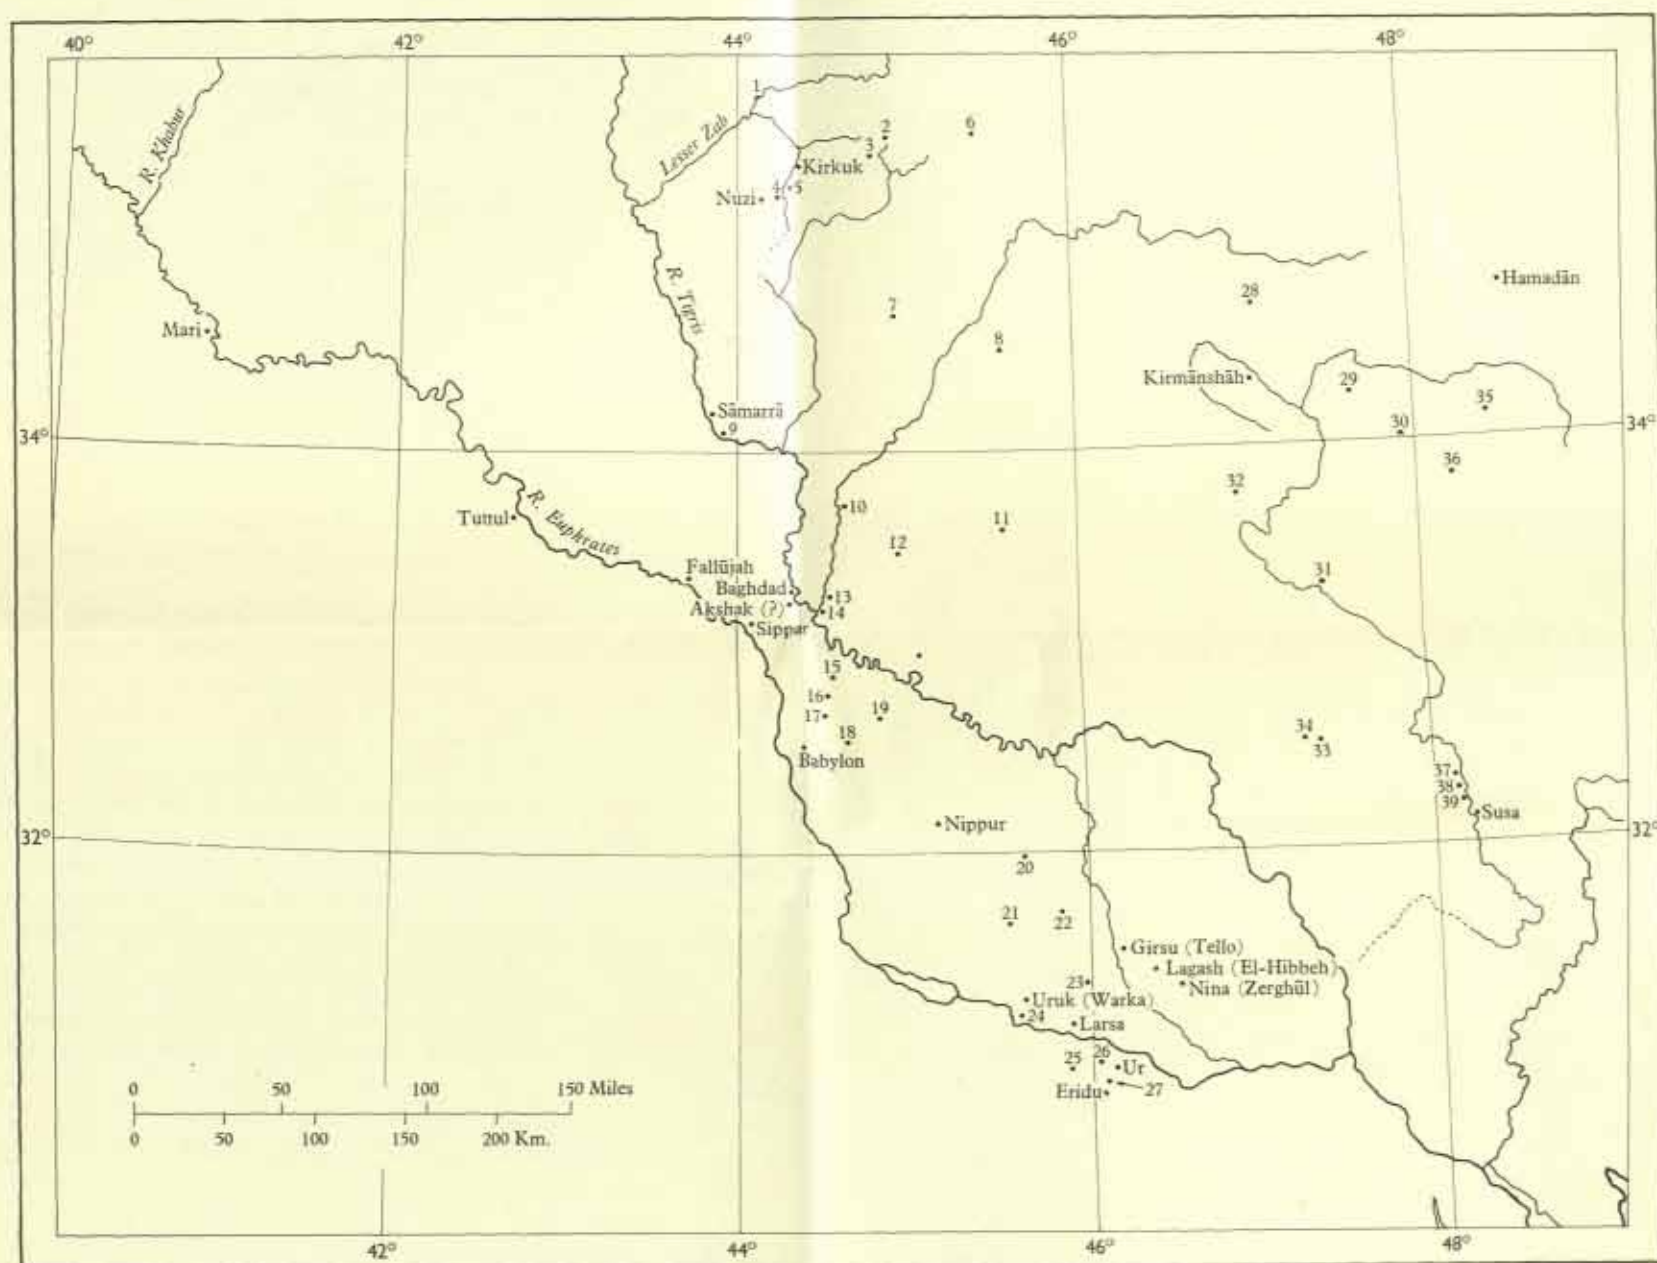 40°
42°
44°
46°
48°
1
R. Khabur
Lesser Zab
2
6
3
Kirkuk
4
5
Nuzi
R. Tigris
Hamadān
28
7
Mari
8
Kirmānshāh
29
35
Sāmarrā
9
34°
34°
30
36
32
10
R. Euphrates
Tuttul
11
12
31
Fallūjah
Baghdad
13
Akshak (?)
14
Sippar
15
16
17
19
18
34
33
Babylon
37
38
39
Susa
Nippur
32°
32°
20
21
22
Girsu (Tello)
Lagash (El-Hibbeh)
23
Nina (Zerghūl)
Uruk (Warka)
24
Larsa
25
26
Ur
Eridu
27
0 50 100 150 Miles
0 50 100 150 200 Km.
42°
44°
46°
48°